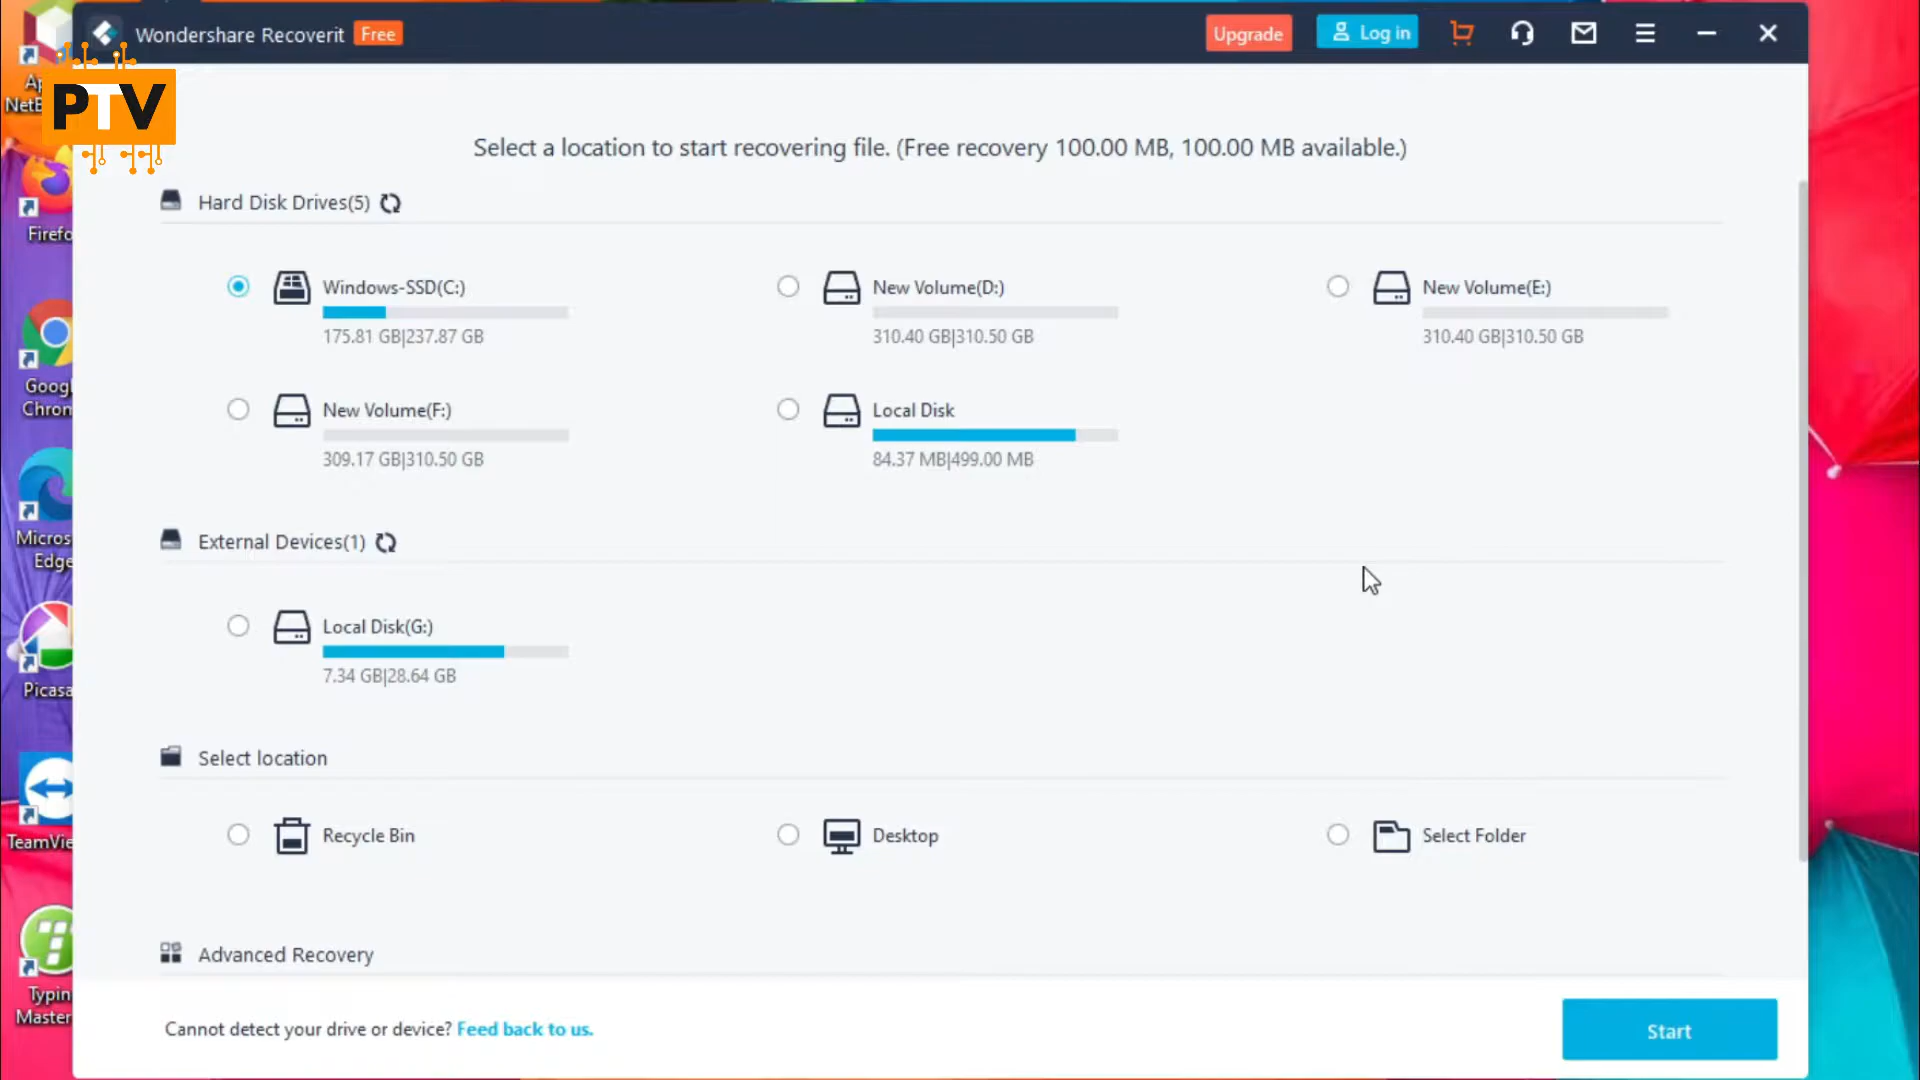 Wondershare Recoverit Free
Upgrade
Log in
PTV
Select a location to start recovering file. (Free recovery 100.00 MB, 100.00 MB available.)
Hard Disk Drives(5)
Windows-SSD(C:)
175.81 GB|237.87 GB
New Volume(D:)
310.40 GB|310.50 GB
New Volume(E:)
310.40 GB|310.50 GB
New Volume(F:)
309.17 GB|310.50 GB
Local Disk
84.37 MB|499.00 MB
External Devices(1)
Local Disk(G:)
7.34 GB|28.64 GB
Select location
Recycle Bin
Desktop
Select Folder
Advanced Recovery
Cannot detect your drive or device? Feed back to us.
Start
Ap
NetB
Firefo
Googl
Chrom
Micros
Edge
Picasa
TeamVie
Typin
Master